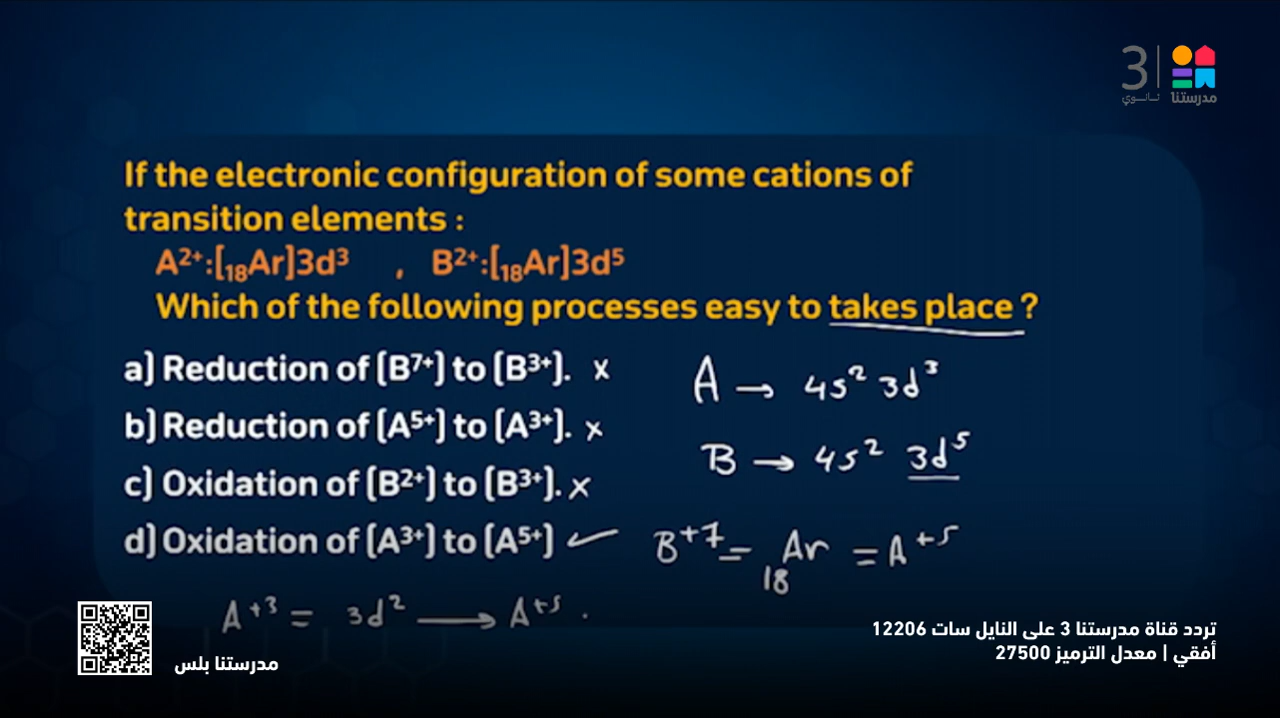 3
ثانوي
مدرستنا
If the electronic configuration of some cations of
transition elements :
A²⁺:[₁₈Ar]3d³ , B²⁺:[₁₈Ar]3d⁵
Which of the following processes easy to takes place ?
a) Reduction of (B⁷⁺) to (B³⁺). x
b) Reduction of (A⁵⁺) to (A³⁺). x
c) Oxidation of (B²⁺) to (B³⁺). x
d) Oxidation of (A³⁺) to (A⁵⁺) ✓
A → 4s² 3d³
B → 4s² 3d⁵
B⁺⁷ = ₁₈Ar = A⁺⁵
A⁺³ = 3d² → A⁺⁵ .
مدرستنا بلس
تردد قناة مدرستنا 3 على النايل سات 12206
أفقي | معدل الترميز 27500